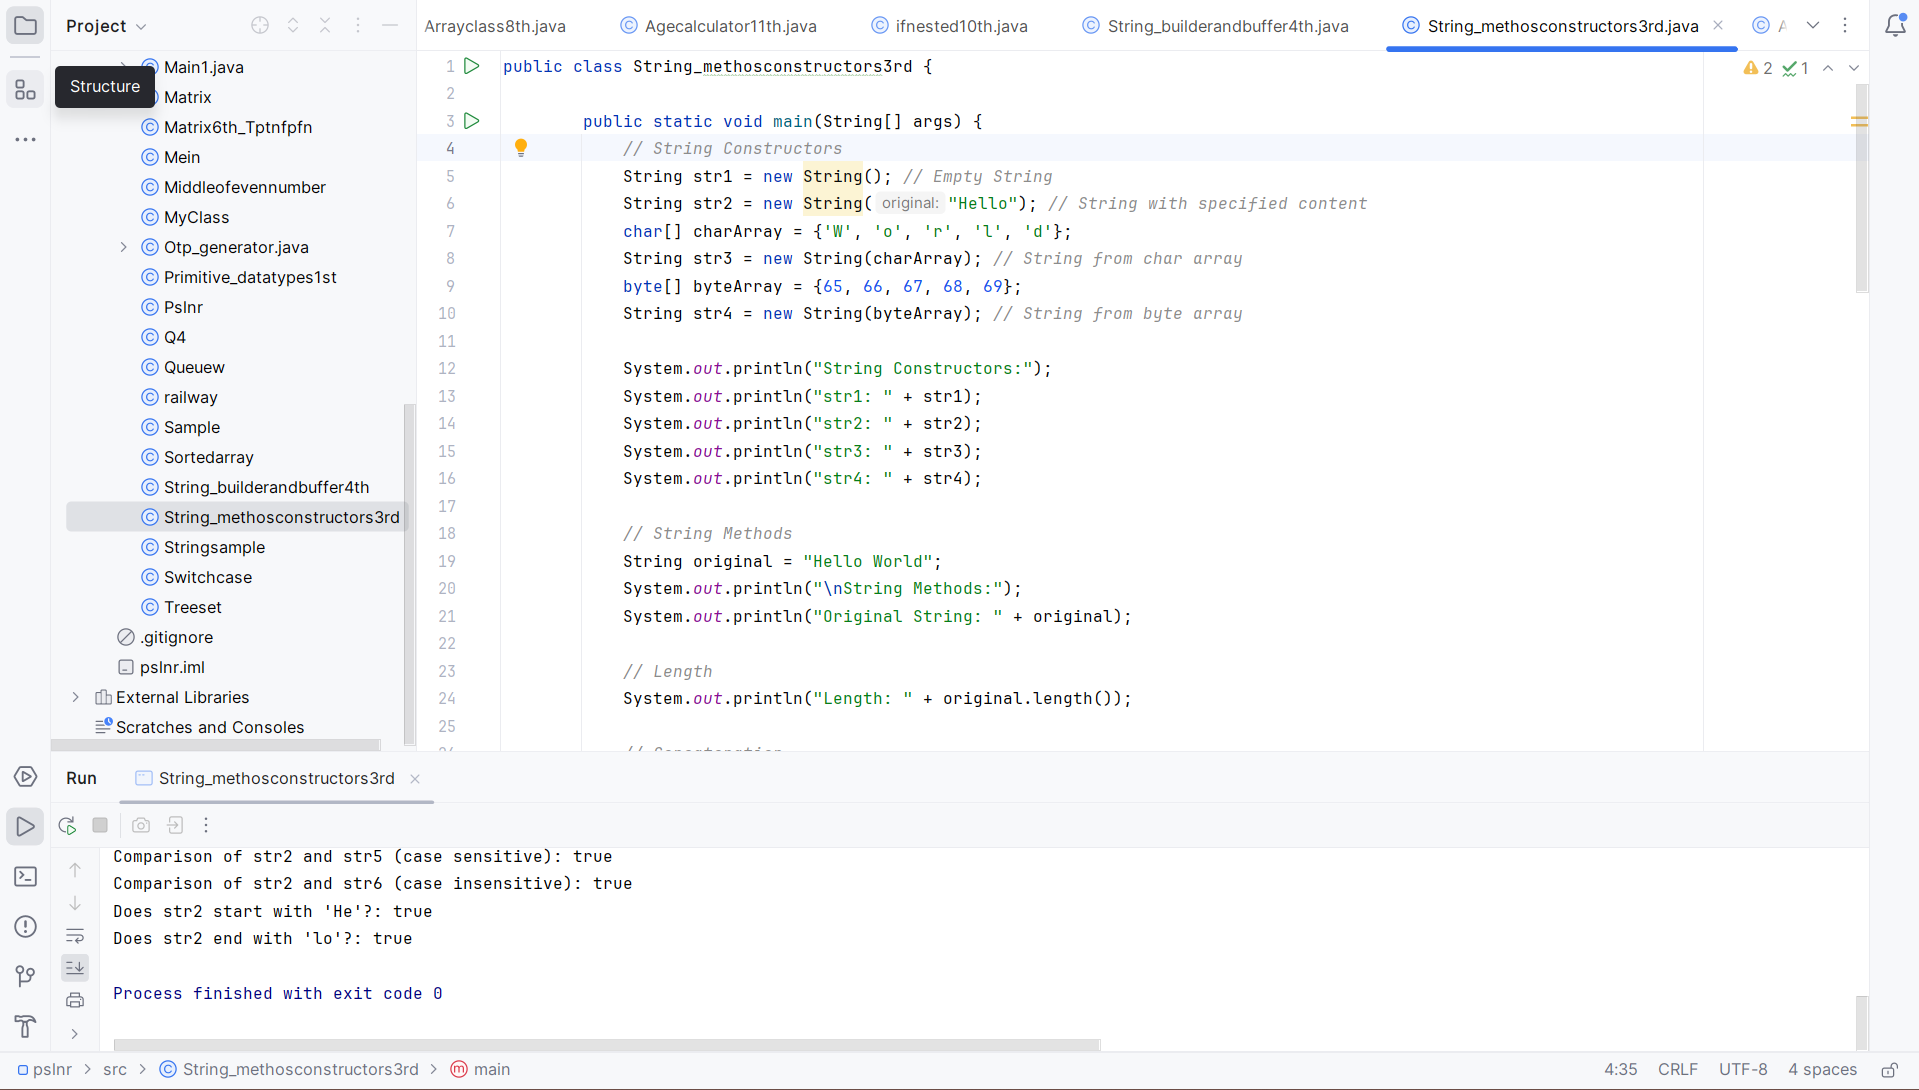 Project
Arrayclass8th.java
Agecalculator11th.java
ifnested10th.java
String_builderandbuffer4th.java
String_methosconstructors3rd.java
Structure
Main1.java
Matrix
Matrix6th_Tptnfpfn
Mein
Middleofevennumber
MyClass
Otp_generator.java
Primitive_datatypes1st
Pslnr
Q4
Queuew
railway
Sample
Sortedarray
String_builderandbuffer4th
String_methosconstructors3rd
Stringsample
Switchcase
Treeset
.gitignore
pslnr.iml
External Libraries
Scratches and Consoles
2 1
1 public class String_methosconstructors3rd {
2
3 public static void main(String[] args) {
4 // String Constructors
5 String str1 = new String(); // Empty String
6 String str2 = new String( original: "Hello"); // String with specified content
7 char[] charArray = {'W', 'o', 'r', 'l', 'd'};
8 String str3 = new String(charArray); // String from char array
9 byte[] byteArray = {65, 66, 67, 68, 69};
10 String str4 = new String(byteArray); // String from byte array
11
12 System.out.println("String Constructors:");
13 System.out.println("str1: " + str1);
14 System.out.println("str2: " + str2);
15 System.out.println("str3: " + str3);
16 System.out.println("str4: " + str4);
17
18 // String Methods
19 String original = "Hello World";
20 System.out.println("\nString Methods:");
21 System.out.println("Original String: " + original);
22
23 // Length
24 System.out.println("Length: " + original.length());
25
Run String_methosconstructors3rd
Comparison of str2 and str5 (case sensitive): true
Comparison of str2 and str6 (case insensitive): true
Does str2 start with 'He'?: true
Does str2 end with 'lo'?: true
Process finished with exit code 0
pslnr > src > String_methosconstructors3rd > main
4:35 CRLF UTF-8 4 spaces